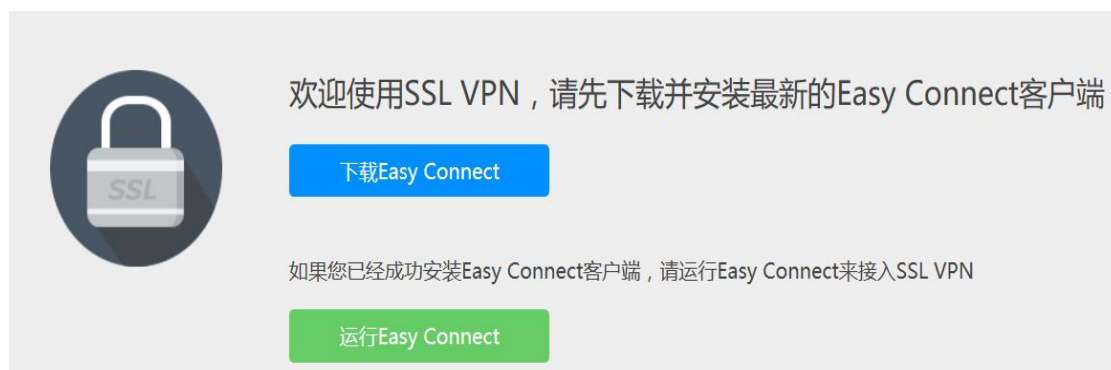 欢迎使用SSL VPN，请先下载并安装最新的Easy Connect客户端
SSL
下载Easy Connect
如果您已经成功安装Easy Connect客户端，请运行Easy Connect来接入SSL VPN
运行Easy Connect